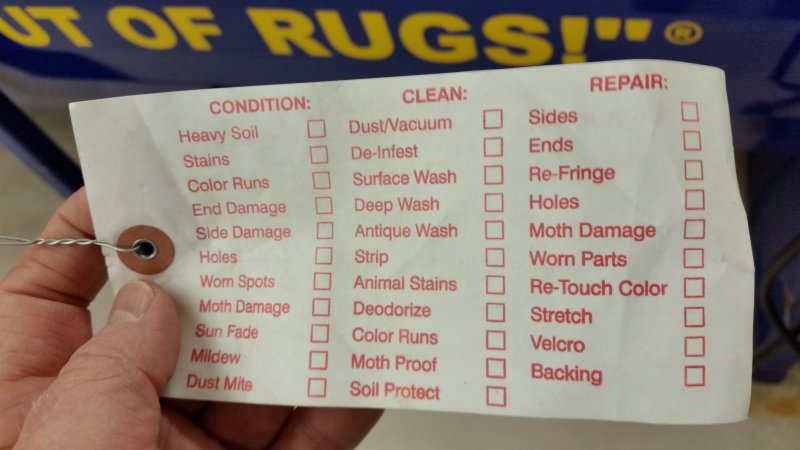 UT OF RUGS!"®
CONDITION:
Heavy Soil
Stains
Color Runs
End Damage
Side Damage
Holes
Worn Spots
Moth Damage
Sun Fade
Mildew
Dust Mite
CLEAN:
Dust/Vacuum
De-Infest
Surface Wash
Deep Wash
Antique Wash
Strip
Animal Stains
Deodorize
Color Runs
Moth Proof
Soil Protect
REPAIR:
Sides
Ends
Re-Fringe
Holes
Moth Damage
Worn Parts
Re-Touch Color
Stretch
Velcro
Backing